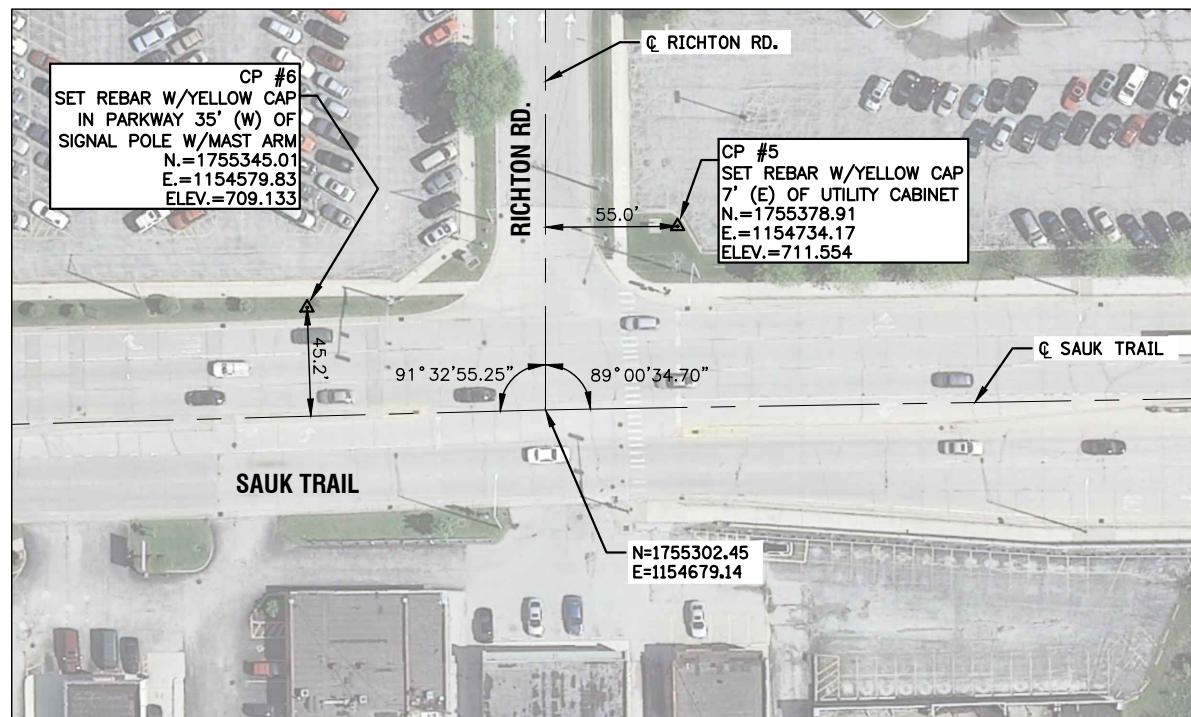 ℄ RICHTON RD.
CP #6
SET REBAR W/YELLOW CAP
IN PARKWAY 35' (W) OF
SIGNAL POLE W/MAST ARM
N.=1755345.01
E.=1154579.83
ELEV.=709.133
RICHTON RD.
CP #5
SET REBAR W/YELLOW CAP
7' (E) OF UTILITY CABINET
N.=1755378.91
E.=1154734.17
ELEV.=711.554
55.0'
45.2'
91°32'55.25"
89°00'34.70"
℄ SAUK TRAIL
SAUK TRAIL
N=1755302.45
E=1154679.14